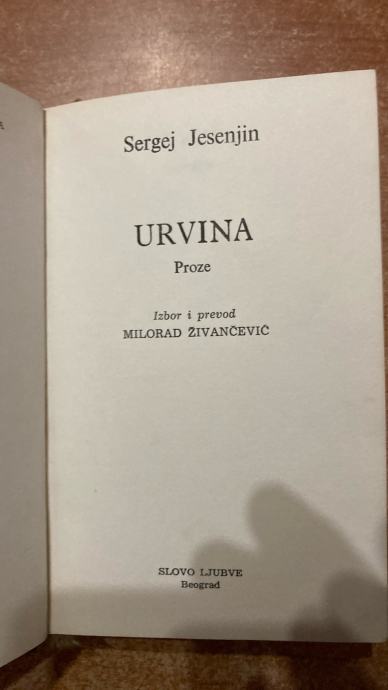 A
Sergej Jesenjin
URVINA
Proze
Izbor i prevod
MILORAD ŽIVANČEVIĆ
SLOVO LJUBVE
Beograd